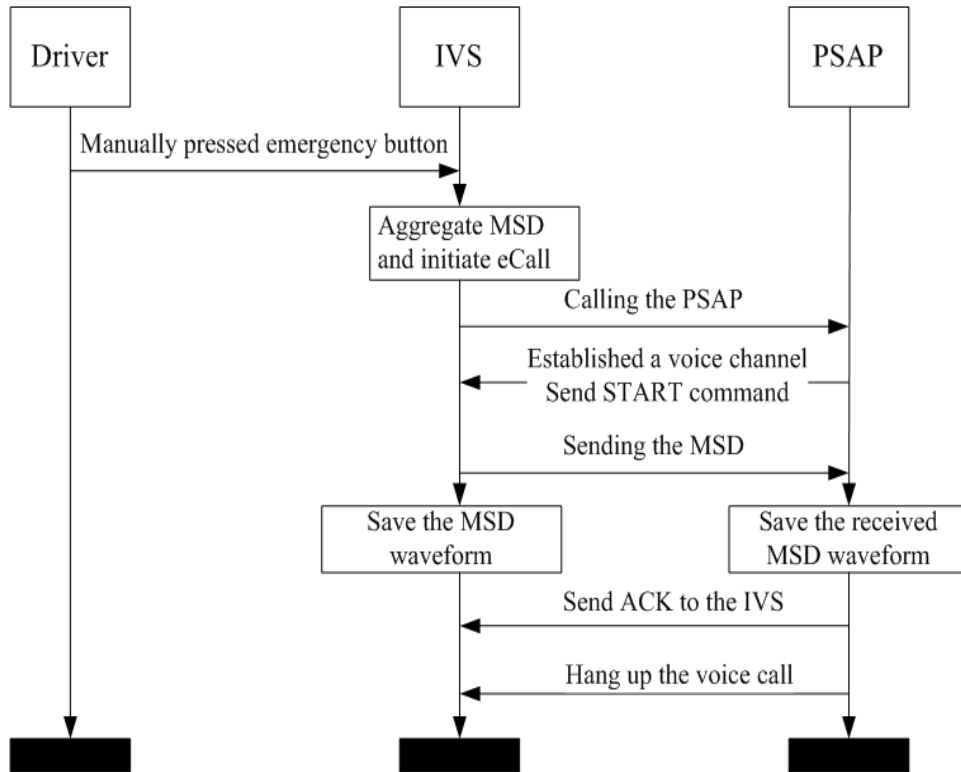 Driver
IVS
PSAP
Manually pressed emergency button
Aggregate MSD
and initiate eCall
Calling the PSAP
Established a voice channel
Send START command
Sending the MSD
Save the MSD
waveform
Save the received
MSD waveform
Send ACK to the IVS
Hang up the voice call